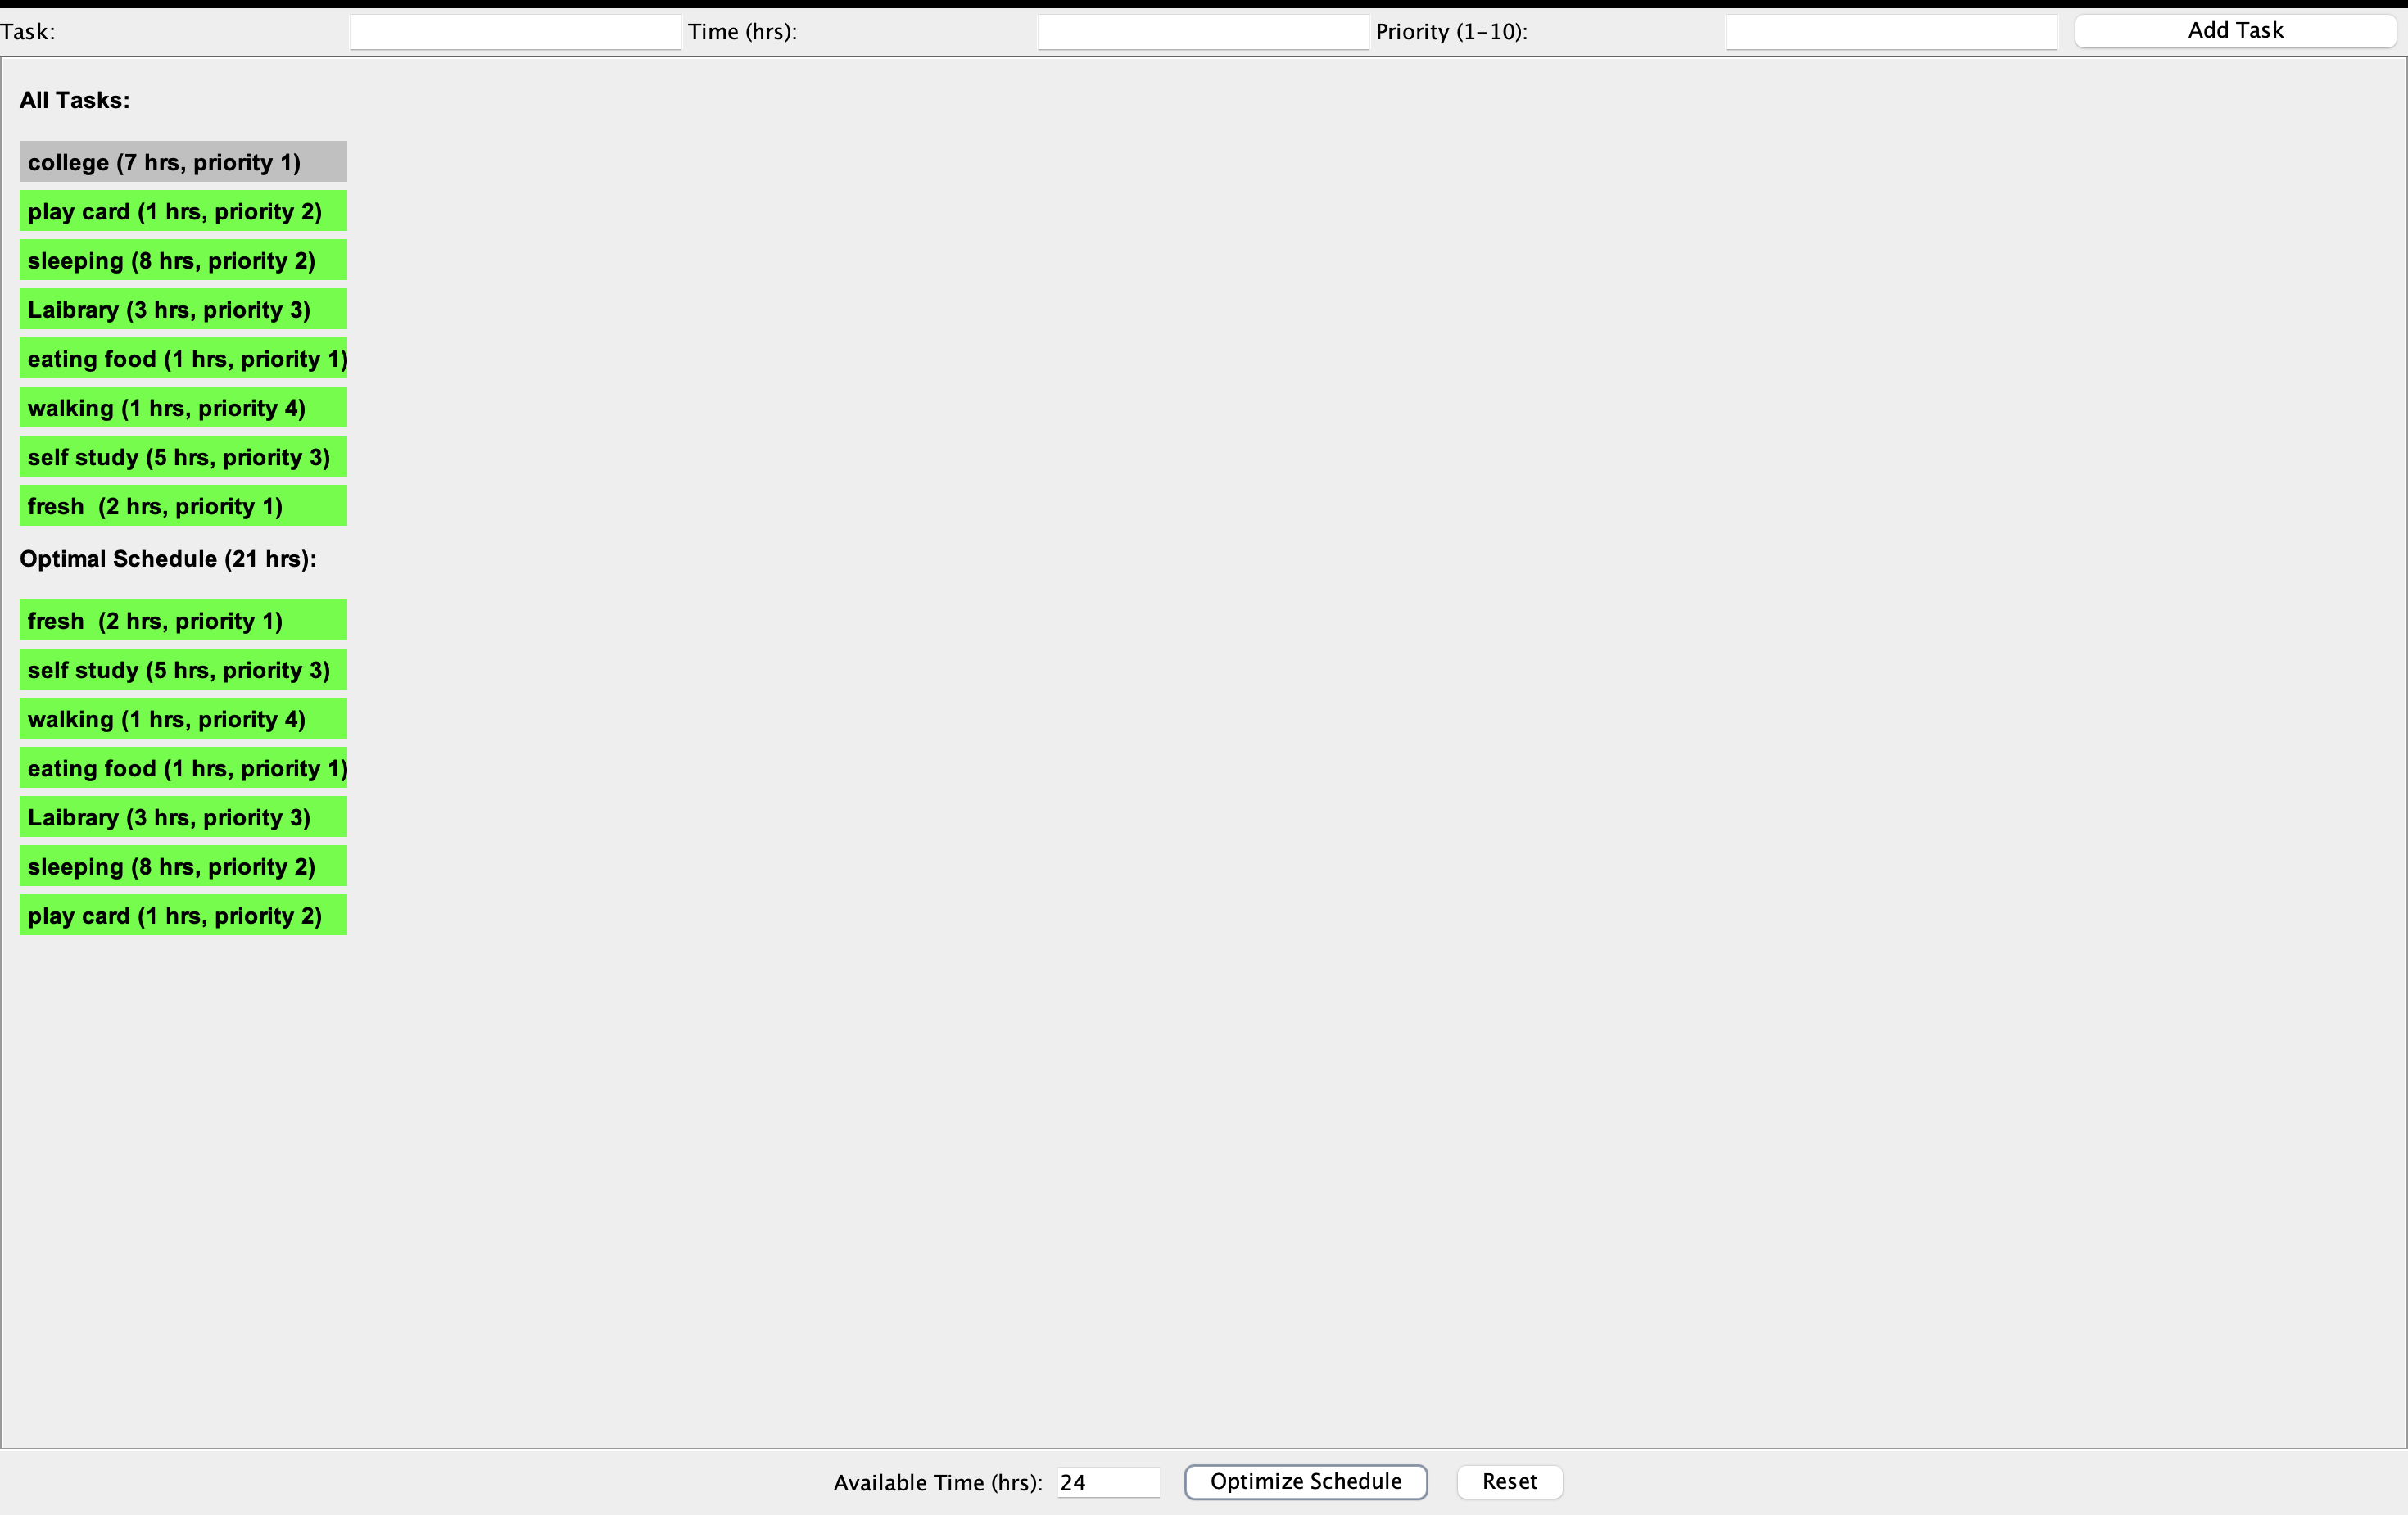 Task: Time (hrs): Priority (1-10): Add Task
All Tasks:
college (7 hrs, priority 1)
play card (1 hrs, priority 2)
sleeping (8 hrs, priority 2)
Laibrary (3 hrs, priority 3)
eating food (1 hrs, priority 1)
walking (1 hrs, priority 4)
self study (5 hrs, priority 3)
fresh  (2 hrs, priority 1)
Optimal Schedule (21 hrs):
fresh  (2 hrs, priority 1)
self study (5 hrs, priority 3)
walking (1 hrs, priority 4)
eating food (1 hrs, priority 1)
Laibrary (3 hrs, priority 3)
sleeping (8 hrs, priority 2)
play card (1 hrs, priority 2)
Available Time (hrs): 24 Optimize Schedule Reset